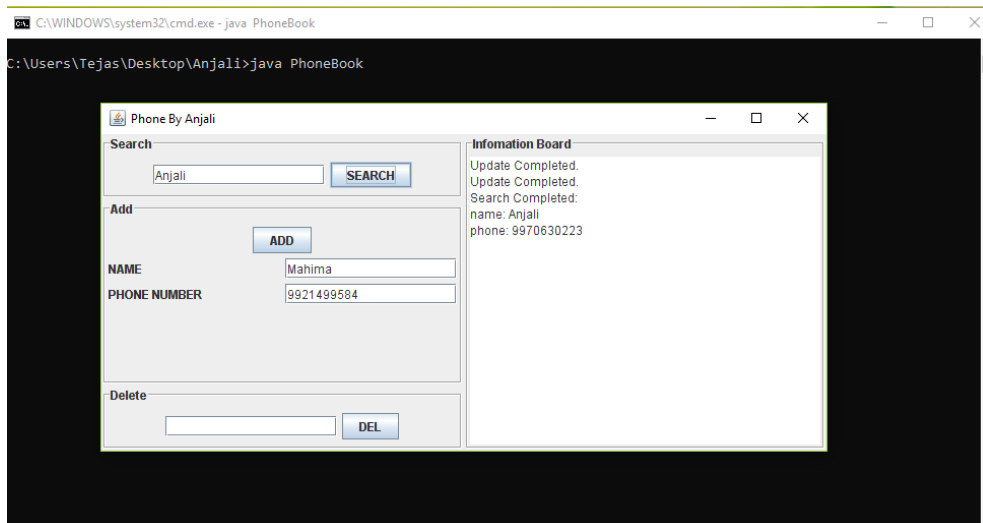 C:\WINDOWS\system32\cmd.exe - java  PhoneBook
C:\Users\Tejas\Desktop\Anjali>java PhoneBook
Phone By Anjali
Search
Anjali
SEARCH
Add
ADD
NAME
Mahima
PHONE NUMBER
9921499584
Delete
DEL
Infomation Board
Update Completed.
Update Completed.
Search Completed:
name: Anjali
phone: 9970630223